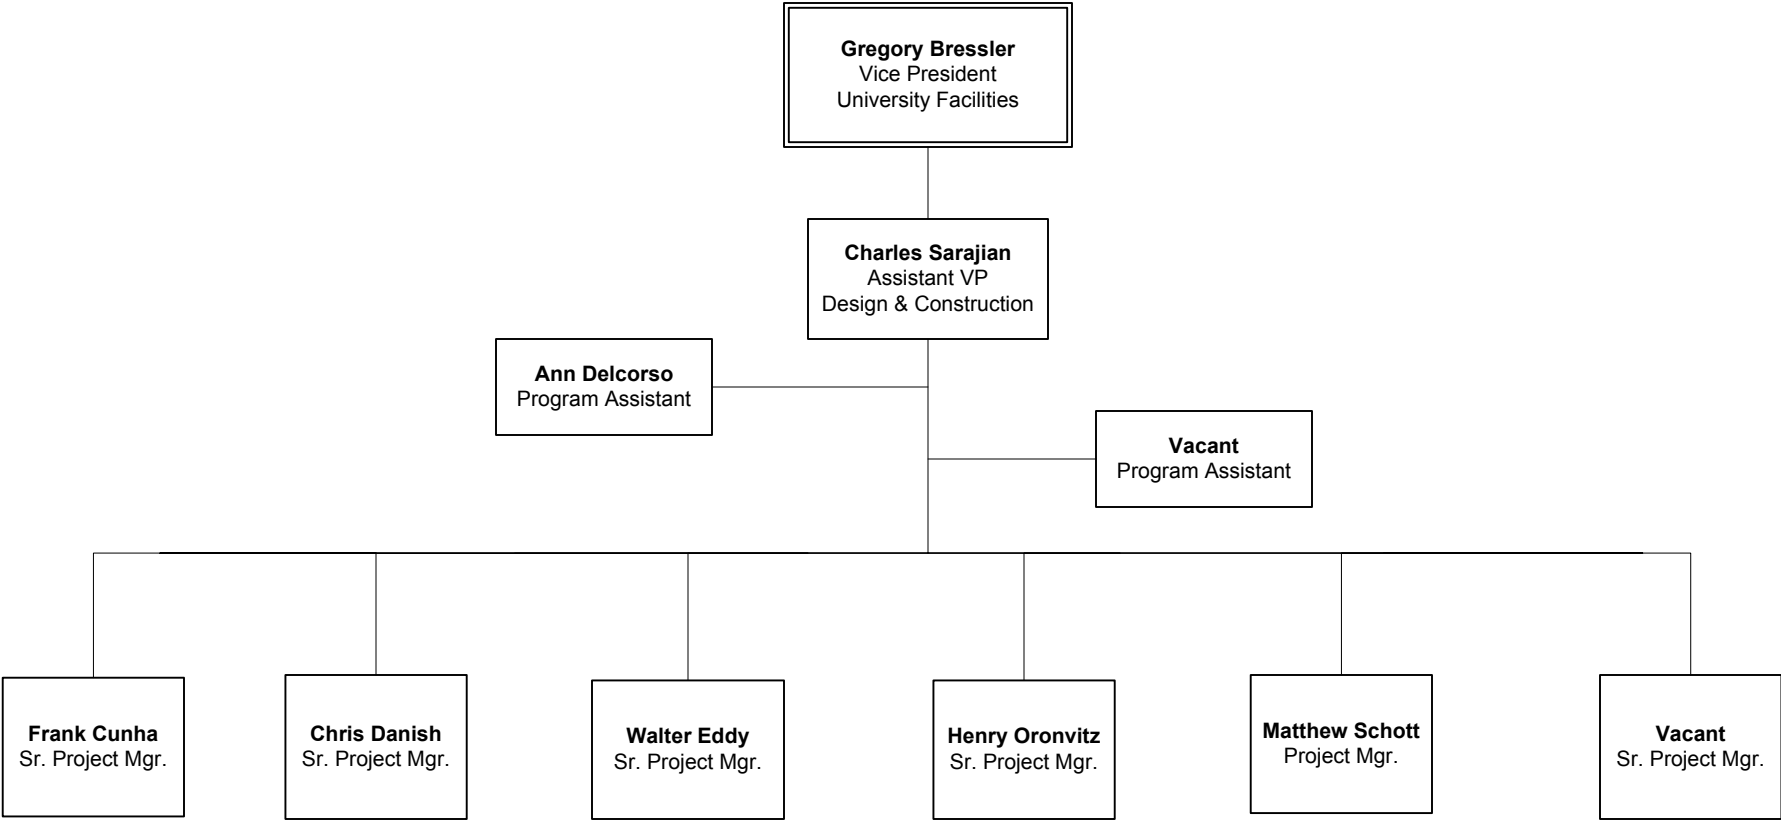 Gregory Bressler
Vice President
University Facilities
Charles Sarajian
Assistant VP
Design & Construction
Ann Delcorso
Program Assistant
Vacant
Program Assistant
Frank Cunha
Sr. Project Mgr.
Chris Danish
Sr. Project Mgr.
Walter Eddy
Sr. Project Mgr.
Henry Oronvitz
Sr. Project Mgr.
Matthew Schott
Project Mgr.
Vacant
Sr. Project Mgr.